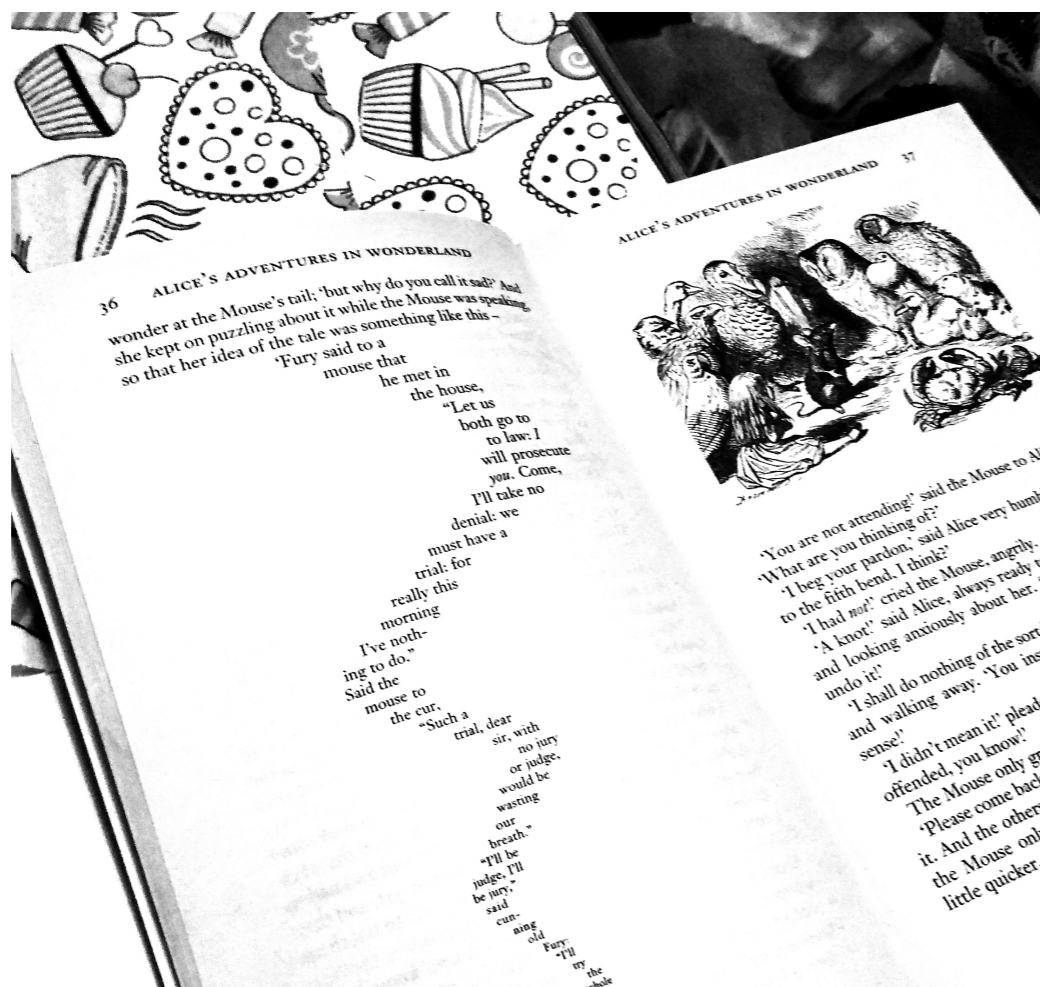 36 ALICE'S ADVENTURES IN WONDERLAND
wonder at the Mouse's tail; 'but why do you call it sad?' And
she kept on puzzling about it while the Mouse was speaking,
so that her idea of the tale was something like this –
'Fury said to a
mouse that
he met in
the house,
"Let us
both go to
to law: I
will prosecute
you. Come,
I'll take no
denial: we
must have a
trial: for
really this
morning
I've noth-
ing to do."
Said the
mouse to
the cur,
"Such a
trial, dear
sir, with
no jury
or judge,
would be
wasting
our
breath."
"I'll be
judge, I'll
be jury,"
said
cun-
ning
old
Fury:
"I'll
try
the
ALICE'S ADVENTURES IN WONDERLAND 37
'You are not attending!' said the Mouse to
'What are you thinking of?'
'I beg your pardon,' said Alice very
to the fifth bend, I think?'
'I had not!' cried the Mouse, angrily.
'A knot!' said Alice, always ready
and looking anxiously about her.
undo it!'
'I shall do nothing of the
and walking away. 'You
sense!'
'I didn't mean it!'
offended, you know!'
The Mouse only
'Please come
it. And the
the Mouse
little quicker.